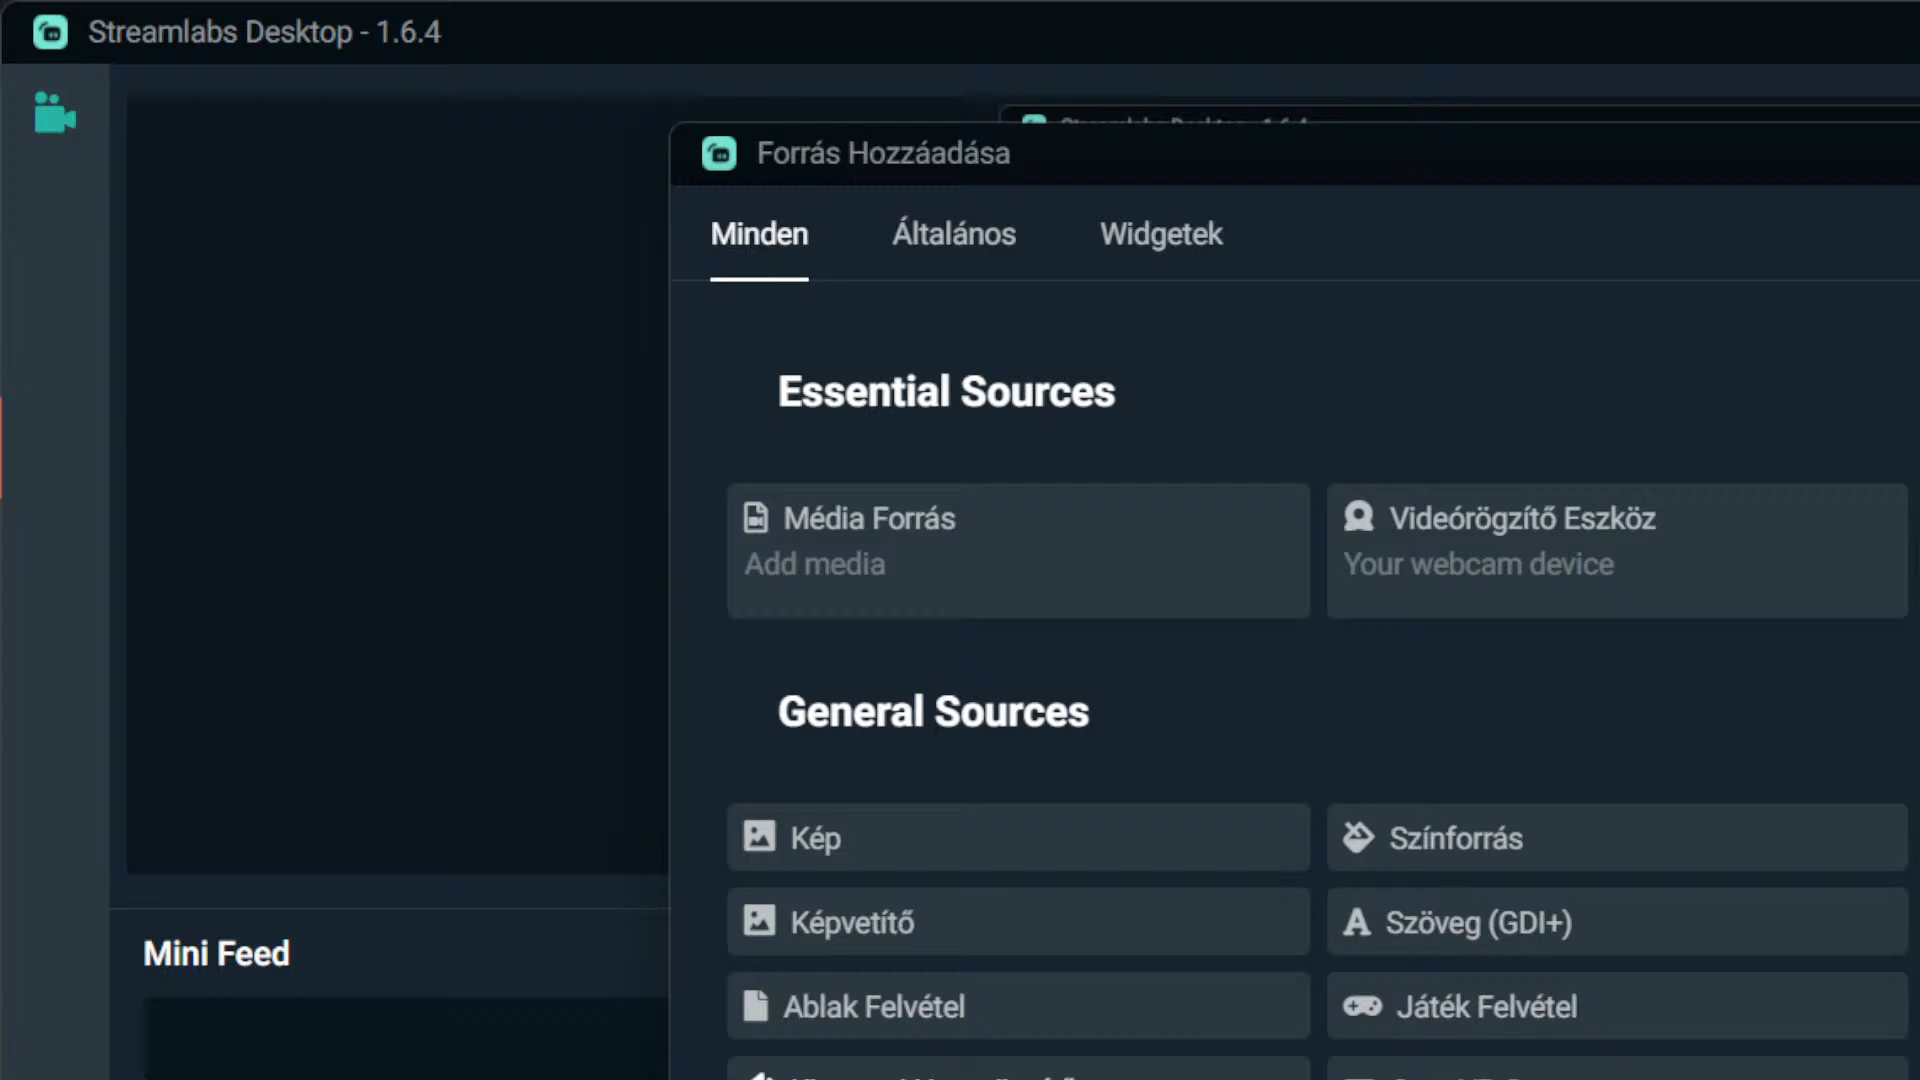 Streamlabs Desktop - 1.6.4
Forrás Hozzáadása
Minden Általános Widgetek
Essential Sources
Média Forrás
Add media
Videórögzítő Eszköz
Your webcam device
General Sources
Kép
Színforrás
Képvetítő
Szöveg (GDI+)
Ablak Felvétel
Játék Felvétel
Mini Feed